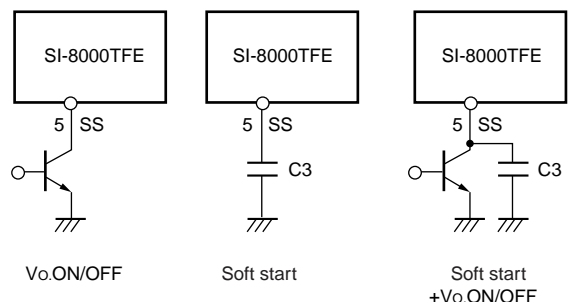 SI-8000TFE SI-8000TFE SI-8000TFE
5 SS 5 SS 5 SS
C3 C3
Vo.ON/OFF Soft start Soft start
+Vo.ON/OFF